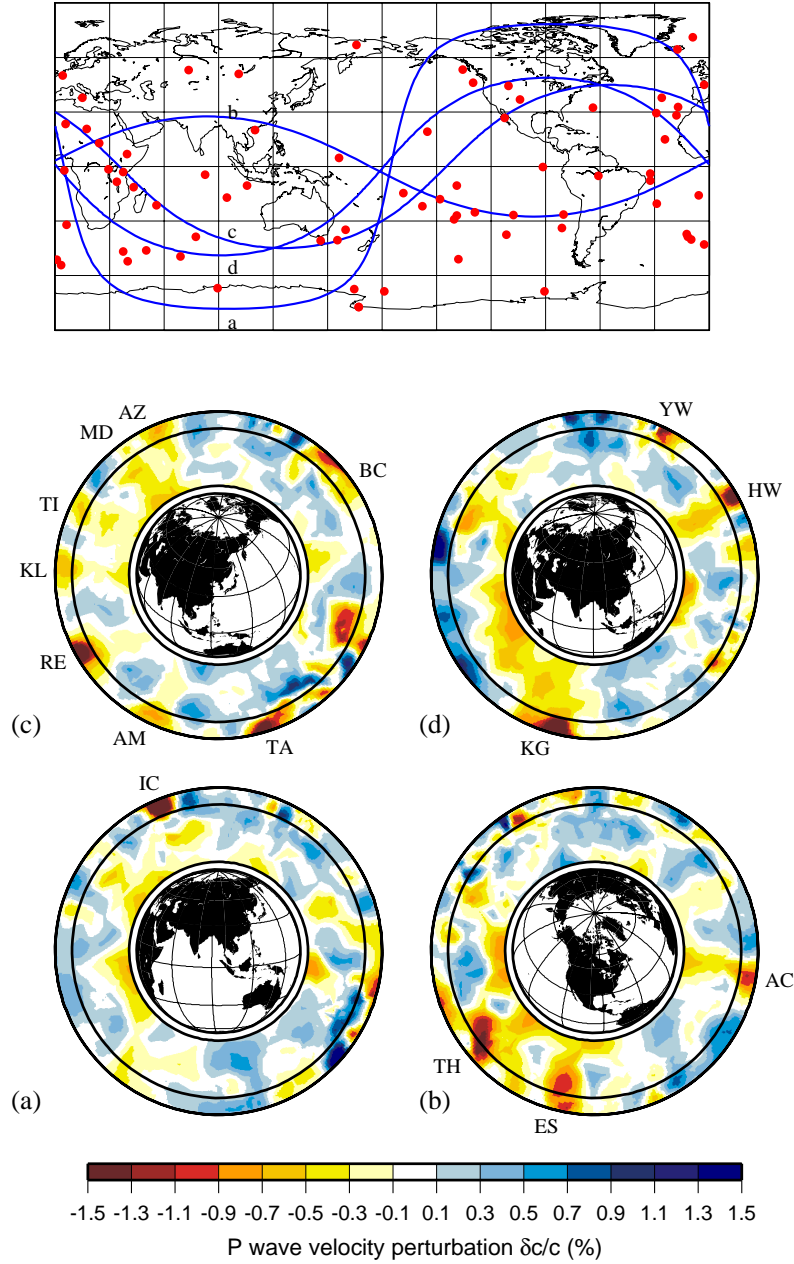 b
c
d
a
AZ
MD
TI
KL
RE
AM
TA
BC
(c)
YW
HW
KG
(d)
IC
(a)
AC
TH
ES
(b)
-1.5 -1.3 -1.1 -0.9 -0.7 -0.5 -0.3 -0.1 0.1 0.3 0.5 0.7 0.9 1.1 1.3 1.5
P wave velocity perturbation δc/c (%)